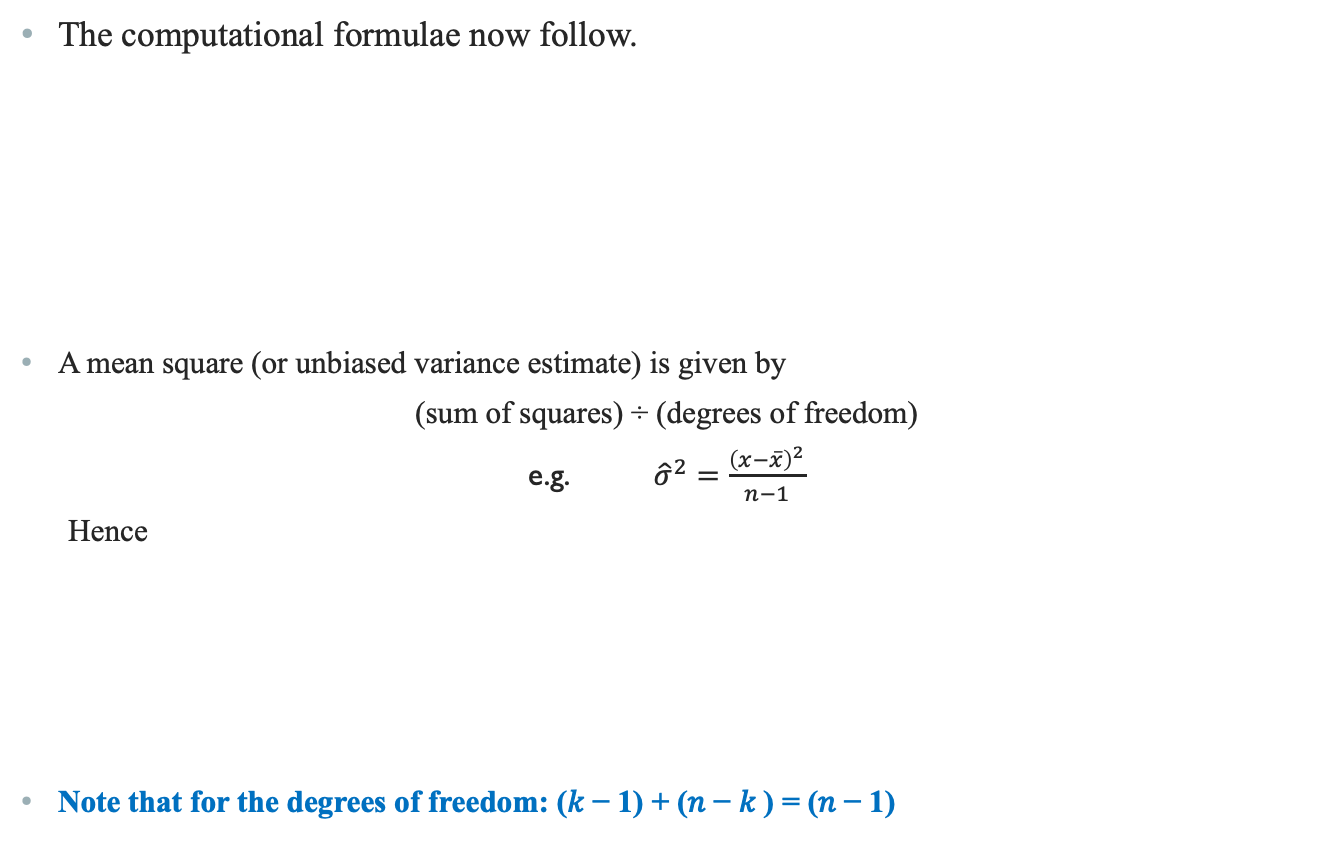 • The computational formulae now follow.
• A mean square (or unbiased variance estimate) is given by
(sum of squares) ÷ (degrees of freedom)
e.g. σ̂² = (x−x̄)² / n−1
Hence
• Note that for the degrees of freedom: (k − 1) + (n − k ) = (n − 1)